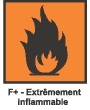 F+ - Extrêmement
inflammable